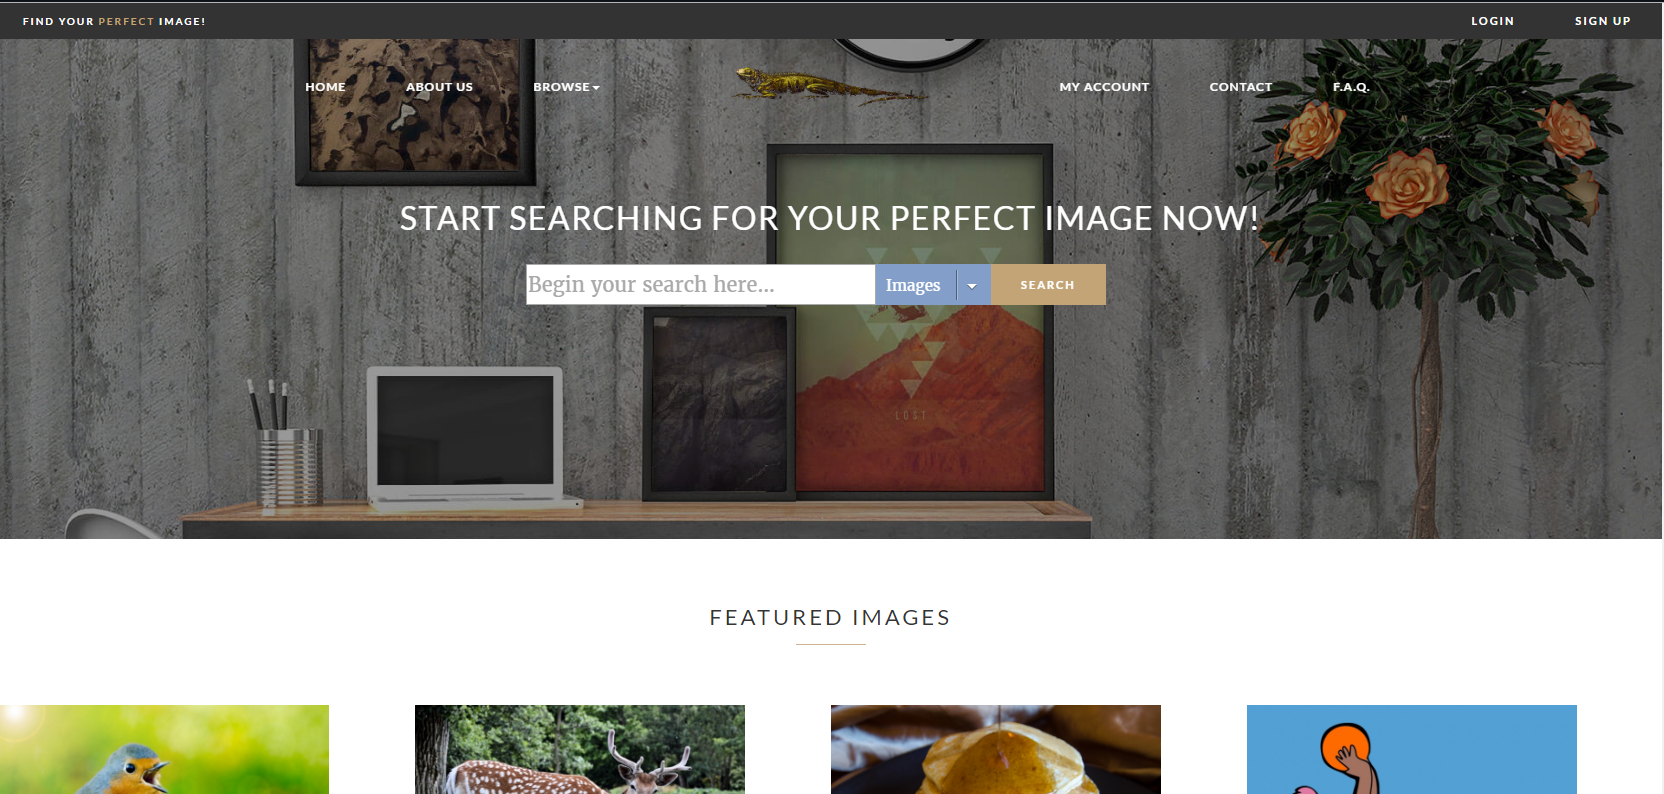 FIND YOUR PERFECT IMAGE!
LOGIN
SIGN UP
HOME
ABOUT US
BROWSE
MY ACCOUNT
CONTACT
F.A.Q.
START SEARCHING FOR YOUR PERFECT IMAGE NOW!
Begin your search here...
Images
SEARCH
LOST
FEATURED IMAGES